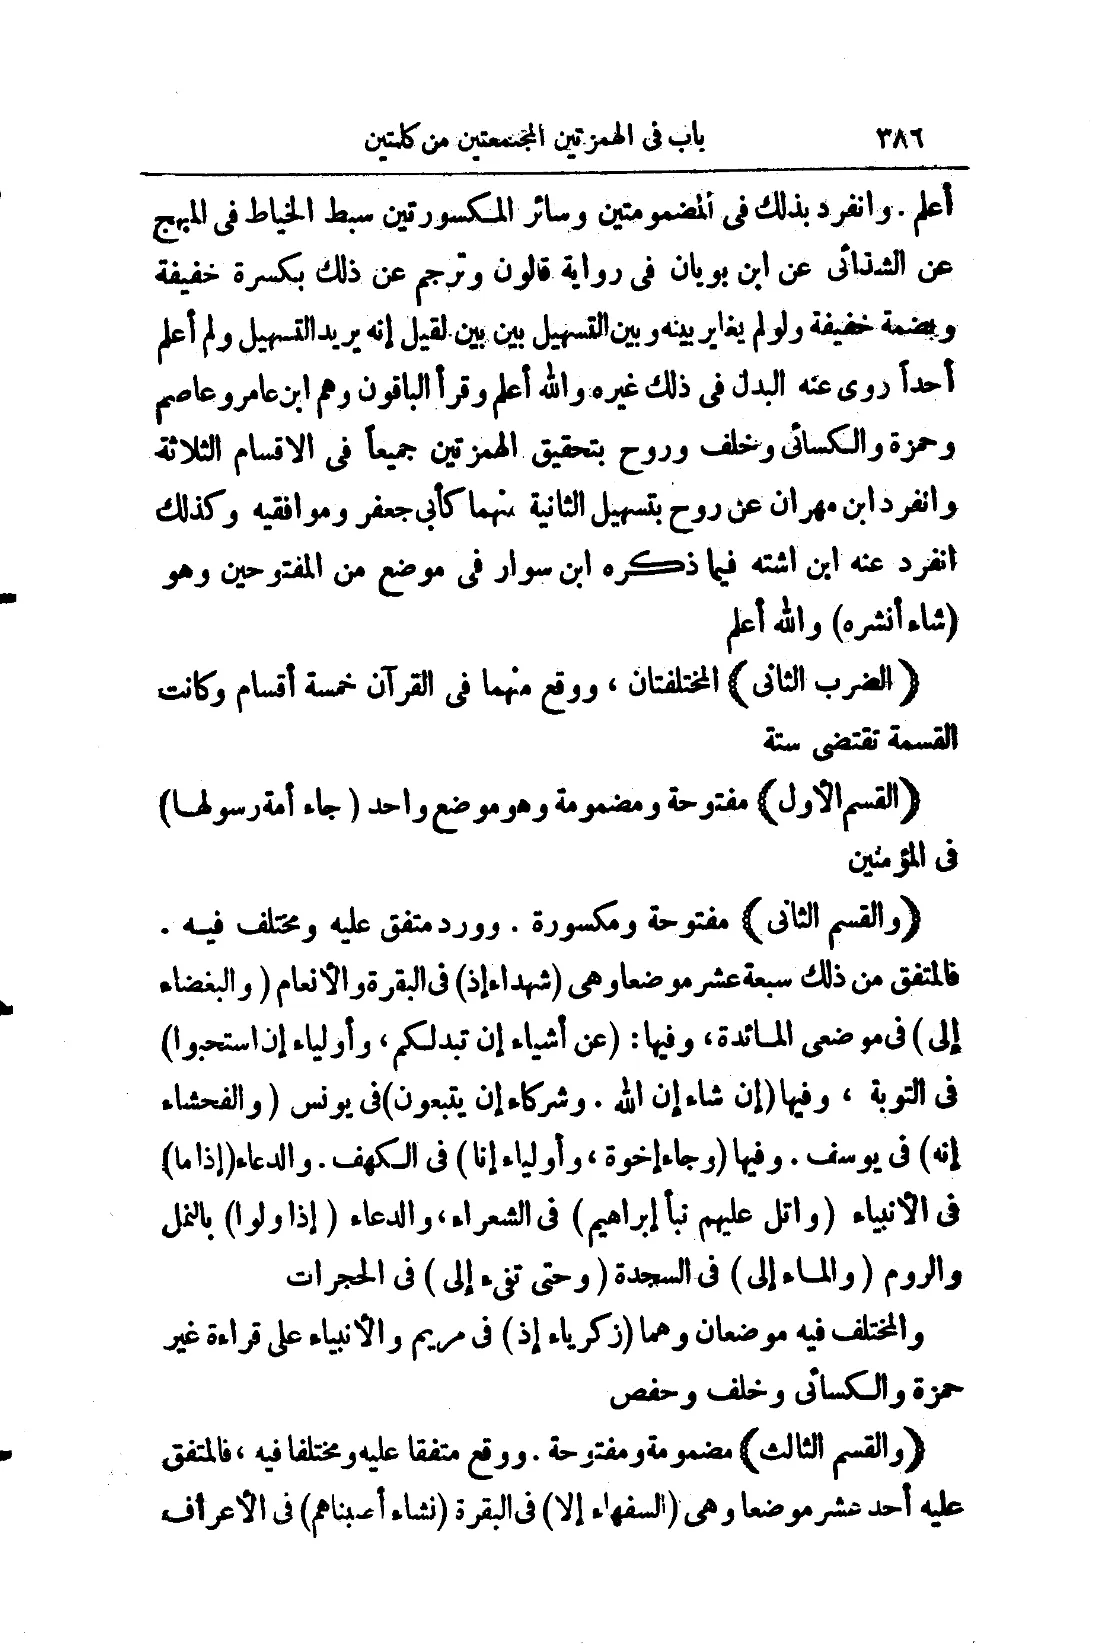 ٣٨٦ باب فى الهمزتين المجتمعتين من كلمتين
أعلم . وانفرد بذلك فى المضمومتين وسائر المكسورتين سبط الخياط فى المبهج
عن الشذائى عن ابن بويان فى رواية قالون وترجم عن ذلك بكسرة خفيفة
وبضمة خفيفة ولو لم يغاير بينه وبين التسهيل بين بين لقيل إنه يريد التسهيل ولم أعلم
أحداً روى عنه البدل فى ذلك غيره والله أعلم وقرأ الباقون وهم ابن عامر وعاصم
وحمزة والكسائى وخلف وروح بتحقيق الهمزتين جميعاً فى الاقسام الثلاثة
وانفرد ابن مهران عن روح بتسهيل الثانية منهما كأبى جعفر وموافقيه وكذلك
انفرد عنه ابن اشته فيما ذكره ابن سوار فى موضع من المفتوحين وهو
(شاء أنشره) والله أعلم
﴿الضرب الثانى﴾ المختلفتان ، ووقع منهما فى القرآن خمسة أقسام وكانت
القسمة تقتضى ستة
﴿القسم الأول﴾ مفتوحة ومضمومة وهو موضع واحد (جاء أمة رسولها)
فى المؤمنين
﴿والقسم الثانى﴾ مفتوحة ومكسورة . وورد متفق عليه ومختلف فيه .
فالمتفق من ذلك سبعة عشر موضعا وهى (شهداء إذ) فى البقرة والأنعام (والبغضاء
إلى) فى موضعى المائدة، وفيها: (عن أشياء إن تبدلكم، وأولياء إن استحبوا)
فى التوبة ، وفيها (إن شاء إن الله . وشركاء إن يتبعون) فى يونس (والفحشاء
إنه) فى يوسف . وفيها (وجاء إخوة ، وأولياء إنا) فى الكهف . والدعاء (إذا ما)
فى الأنبياء (واتل عليهم نبأ إبراهيم) فى الشعراء، والدعاء (إذا ولوا) بالنمل
والروم (والماء إلى) فى السجدة (وحتى تفىء إلى) فى الحجرات
والمختلف فيه موضعان وهما (زكرياء إذ) فى مريم والأنبياء على قراءة غير
حمزة والكسائى وخلف وحفص
﴿والقسم الثالث﴾ مضمومة ومفتوحة . ووقع متفقا عليه ومختلفا فيه ، فالمتفق
عليه أحد عشر موضعا وهى (السفهاء إلا) فى البقرة (نشاء أصبناهم) فى الأعراف